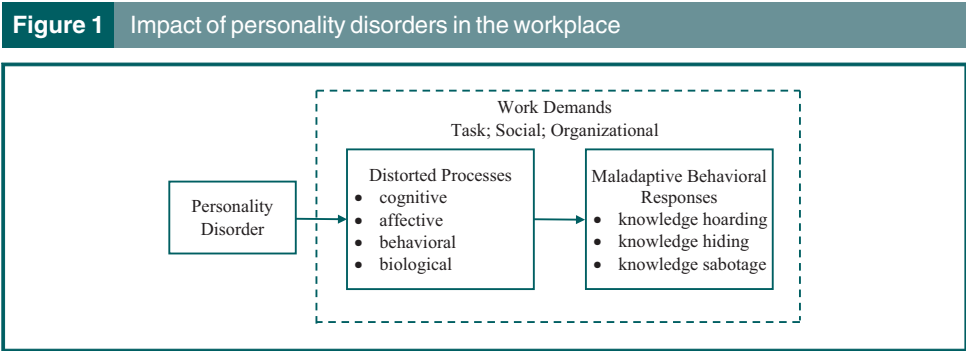 Figure 1 Impact of personality disorders in the workplace
Work Demands
Task; Social; Organizational
Personality
Disorder
Distorted Processes
• cognitive
• affective
• behavioral
• biological
Maladaptive Behavioral
Responses
• knowledge hoarding
• knowledge hiding
• knowledge sabotage